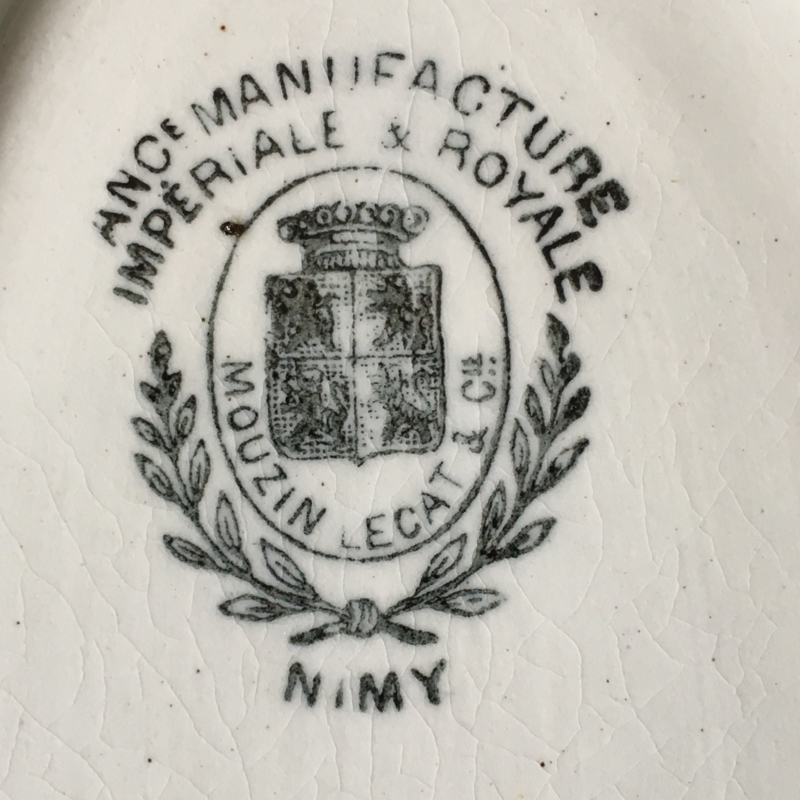 ANCᴱ MANUFACTURE
IMPÉRIALE & ROYALE
MOUZIN LECAT & CIE.
NIMY